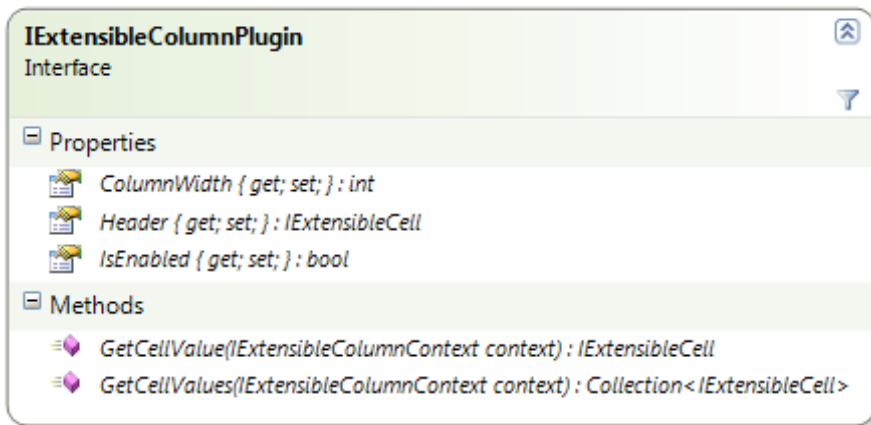 IExtensibleColumnPlugin
Interface
Properties
ColumnWidth { get; set; } : int
Header { get; set; } : IExtensibleCell
IsEnabled { get; set; } : bool
Methods
GetCellValue(IExtensibleColumnContext context) : IExtensibleCell
GetCellValues(IExtensibleColumnContext context) : Collection<IExtensibleCell>